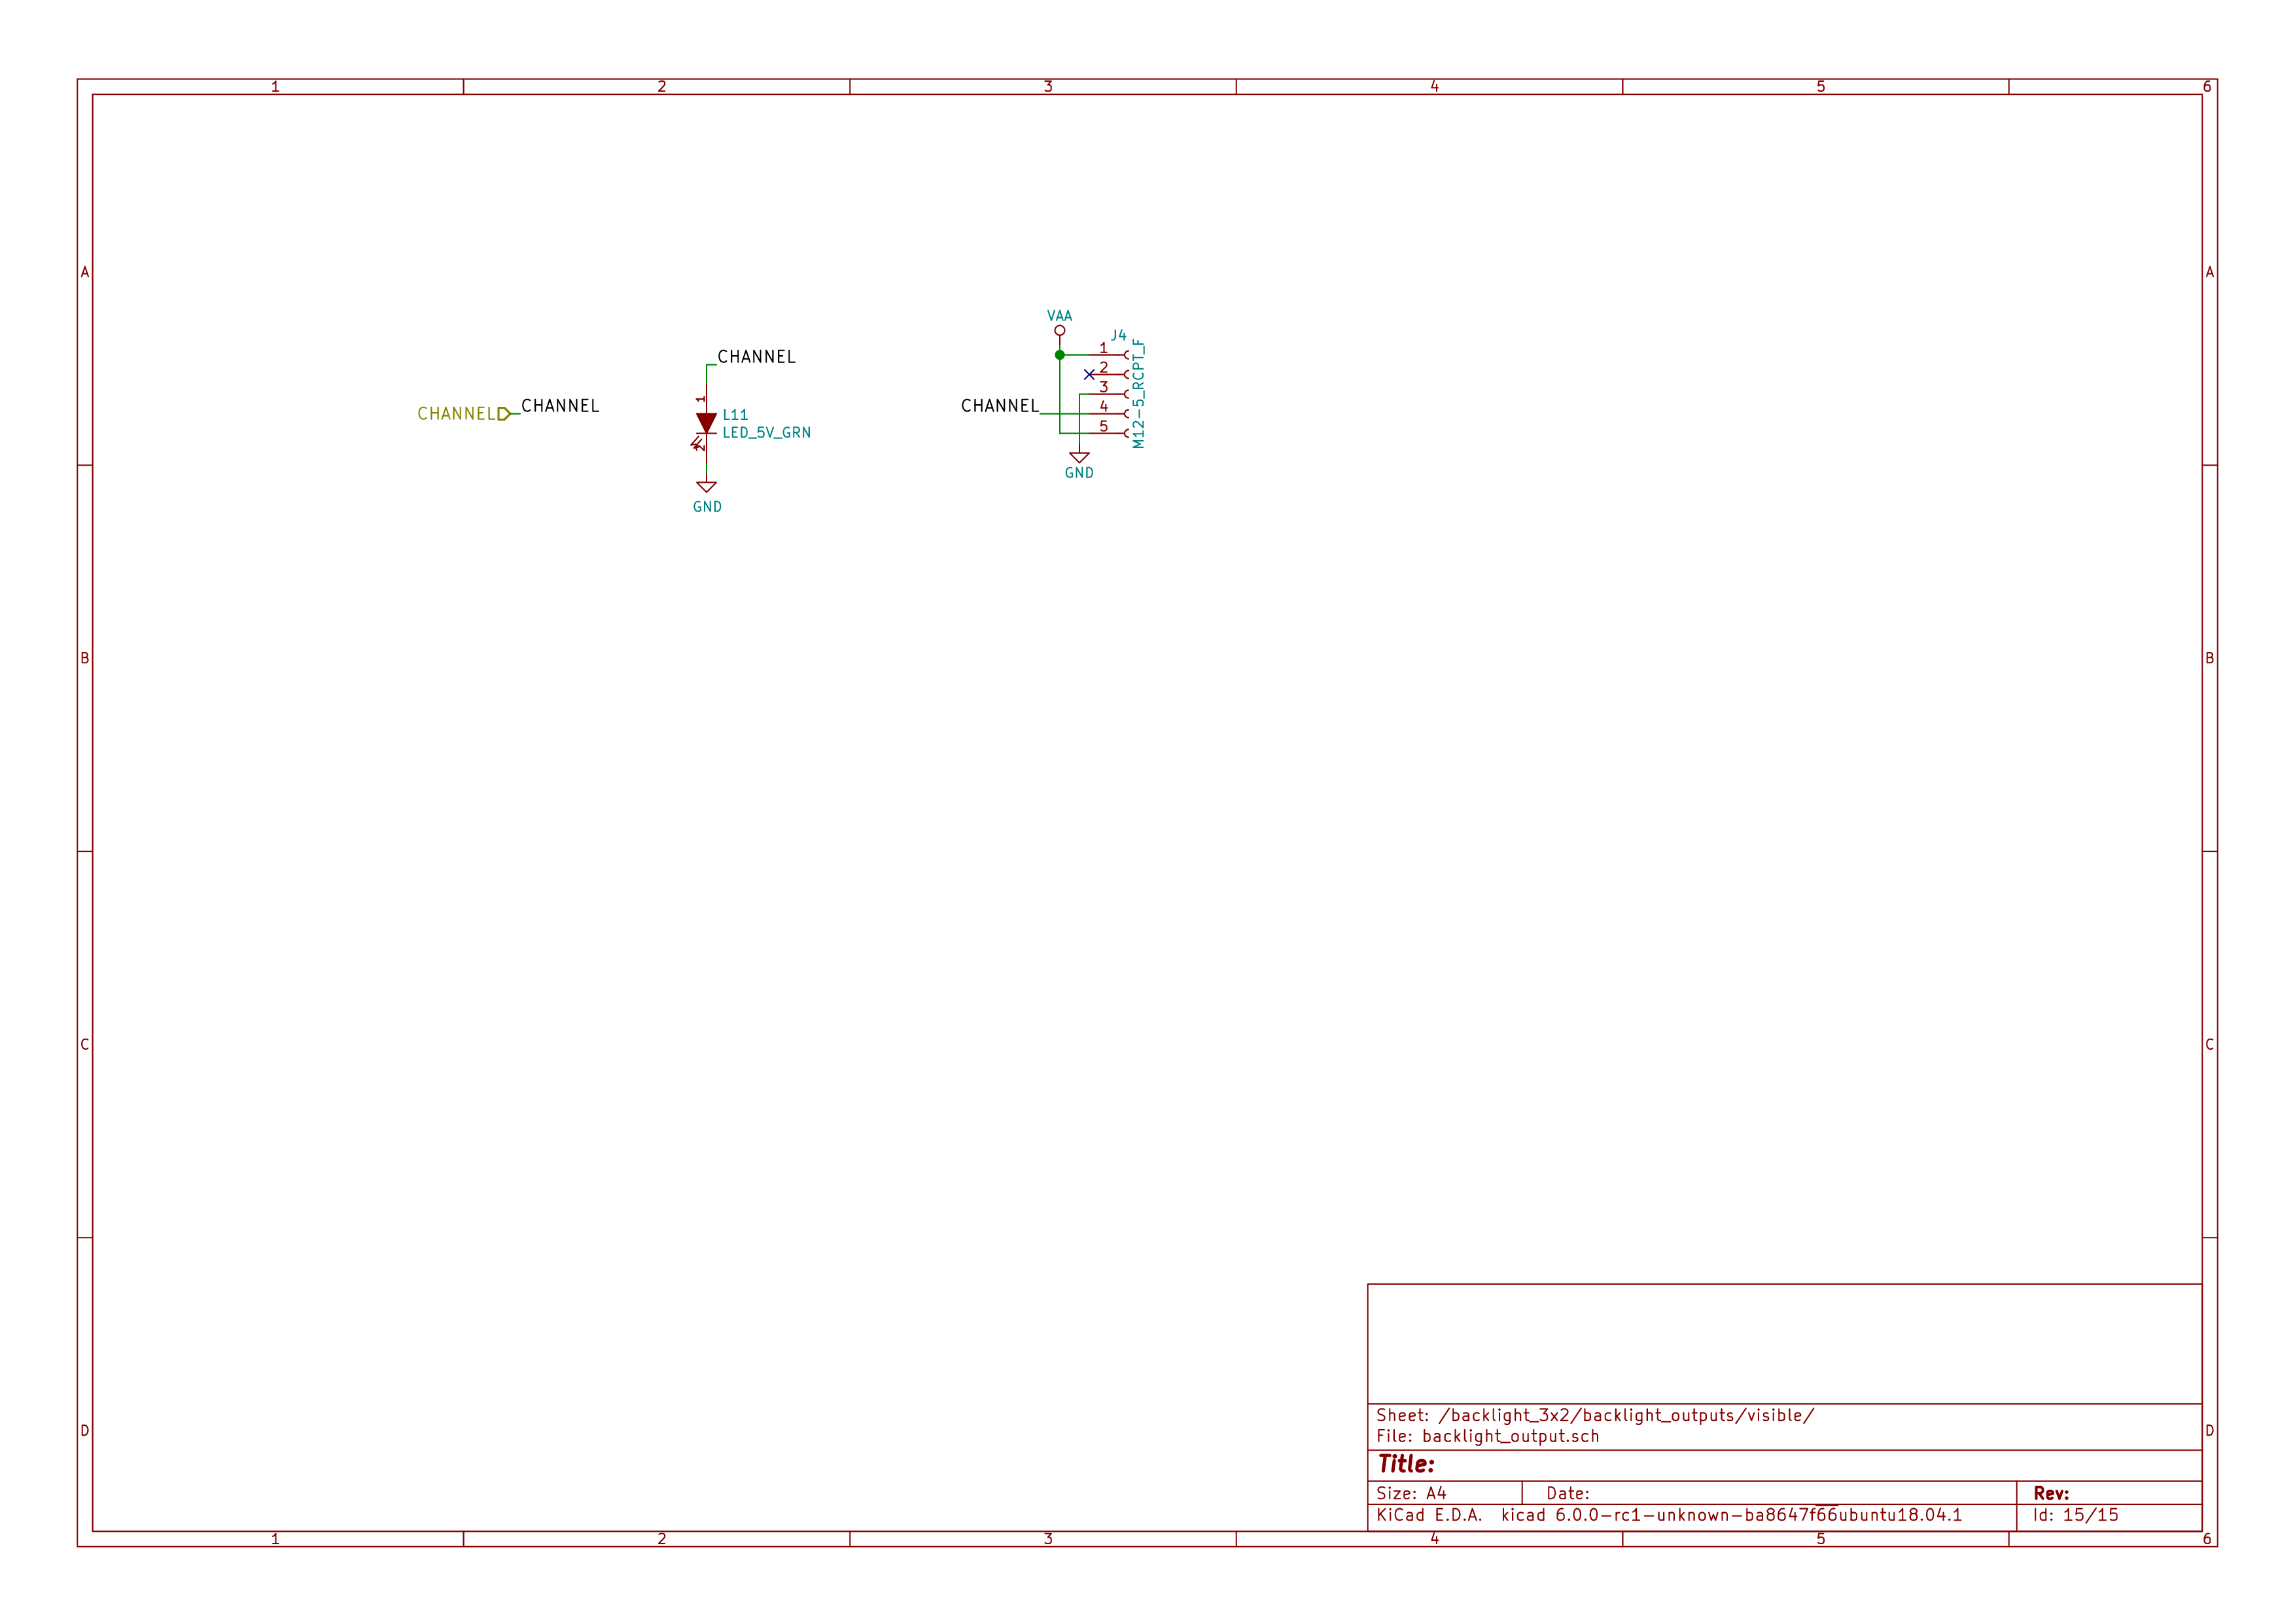 1 2 3 4 5 6
A A
VAA
J4
CHANNEL
1
2
3
4
5
M12-5_RCPT_F
CHANNEL CHANNEL
1
L11
LED_5V_GRN
2
GND
CHANNEL
GND
B B
C C
D D
Sheet: /backlight_3x2/backlight_outputs/visible/
File: backlight_output.sch
Title:
Size: A4 Date: Rev:
KiCad E.D.A. kicad 6.0.0-rc1-unknown-ba8647f66ubuntu18.04.1 Id: 15/15
1 2 3 4 5 6